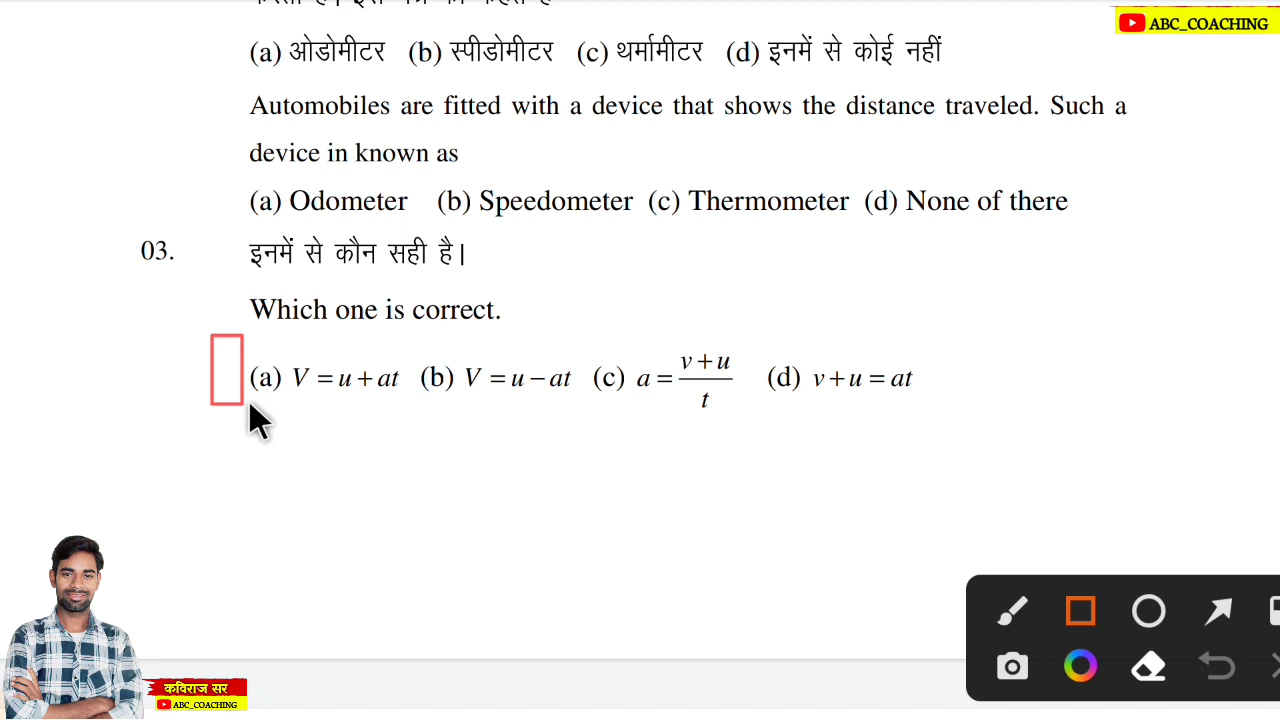 ABC_COACHING
(a) ओडोमीटर (b) स्पीडोमीटर (c) थर्मामीटर (d) इनमें से कोई नहीं
Automobiles are fitted with a device that shows the distance traveled. Such a
device in known as
(a) Odometer (b) Speedometer (c) Thermometer (d) None of there
03. इनमें से कौन सही है।
Which one is correct.
(a) V = u + at (b) V = u − at (c) a = (v+u)/t (d) v + u = at
कविराज सर
ABC_COACHING